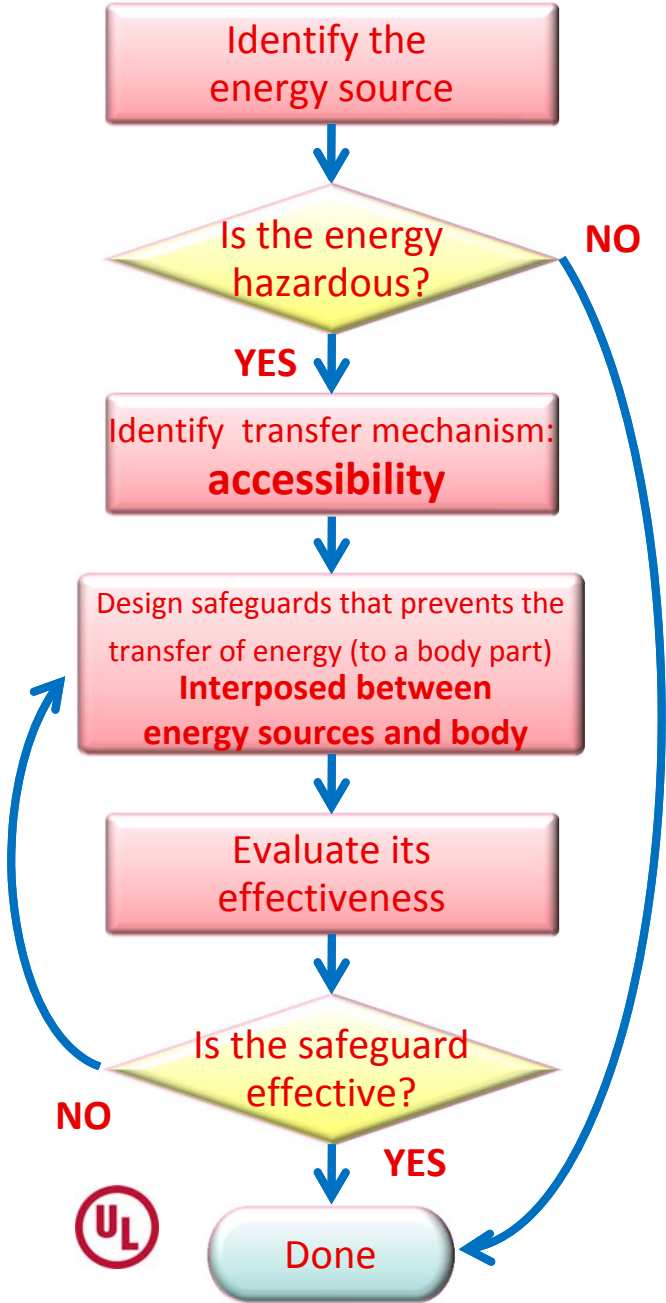 Identify the
energy source
Is the energy
hazardous?
NO
YES
Identify  transfer mechanism:
accessibility
Design safeguards that prevents the
transfer of energy (to a body part)
Interposed between
energy sources and body
Evaluate its
effectiveness
Is the safeguard
effective?
NO
YES
UL
Done